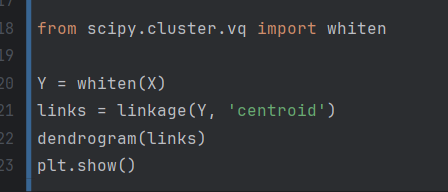 18 from scipy.cluster.vq import whiten
19
20 Y = whiten(X)
21 links = linkage(Y, 'centroid')
22 dendrogram(links)
23 plt.show()